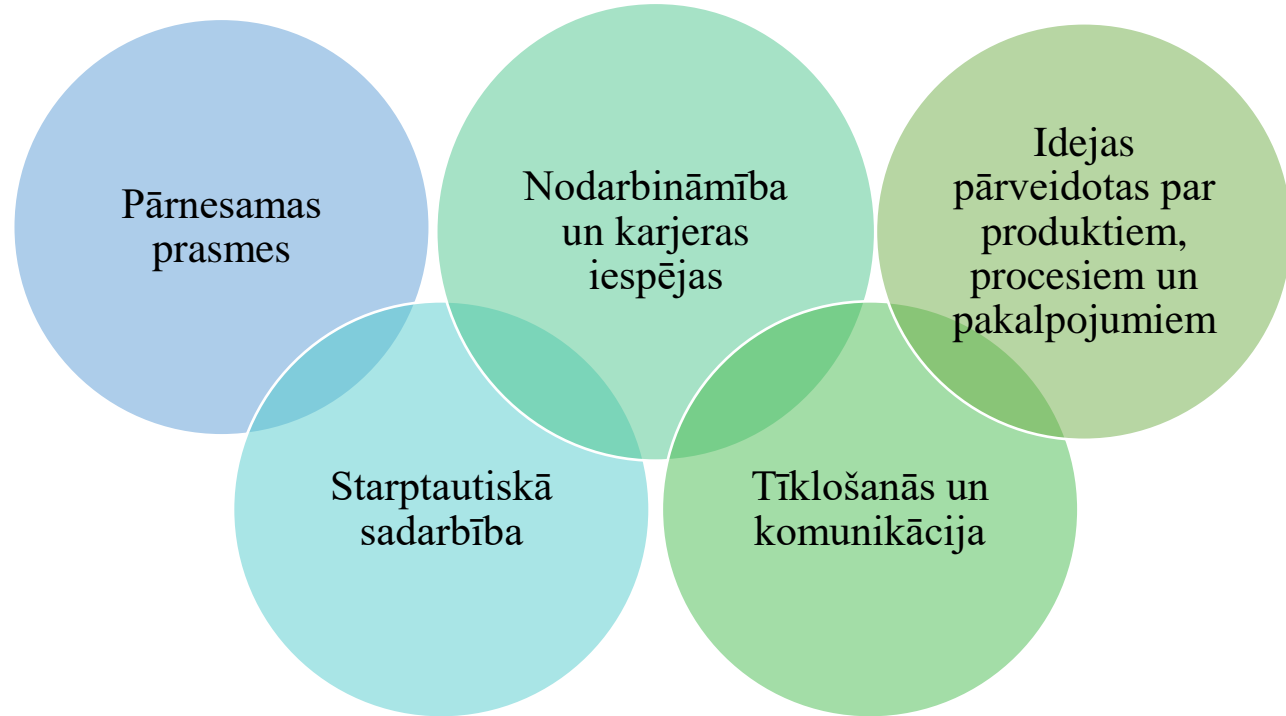 Pārnesamas
prasmes
Nodarbināmība
un karjeras
iespējas
Idejas
pārveidotas par
produktiem,
procesiem un
pakalpojumiem
Starptautiskā
sadarbība
Tīklošanās un
komunikācija